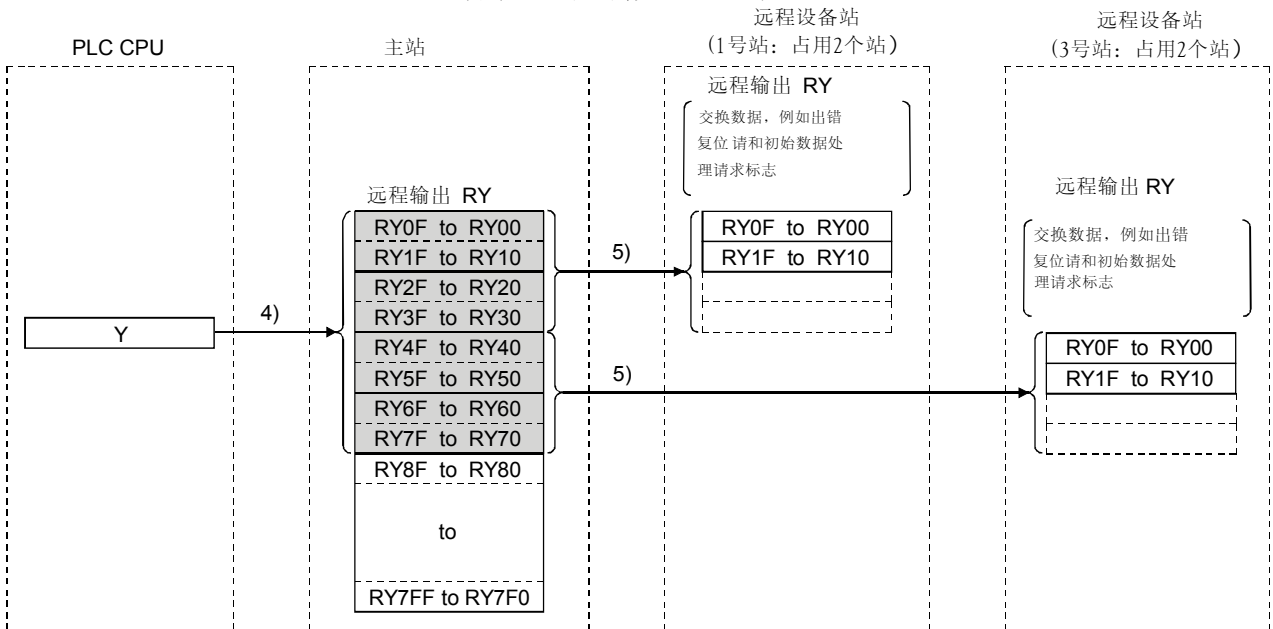 PLC CPU
主站
远程设备站
(1号站：占用2个站)
远程设备站
(3号站：占用2个站)
远程输出 RY
交换数据，例如出错
复位 请和初始数据处
理请求标志
远程输出 RY
远程输出 RY
交换数据，例如出错
复位请和初始数据处
理请求标志
RY0F to RY00
RY1F to RY10
RY2F to RY20
RY3F to RY30
RY4F to RY40
RY5F to RY50
RY6F to RY60
RY7F to RY70
RY8F to RY80
to
RY7FF to RY7F0
Y
4)
5)
5)
RY0F to RY00
RY1F to RY10
RY0F to RY00
RY1F to RY10